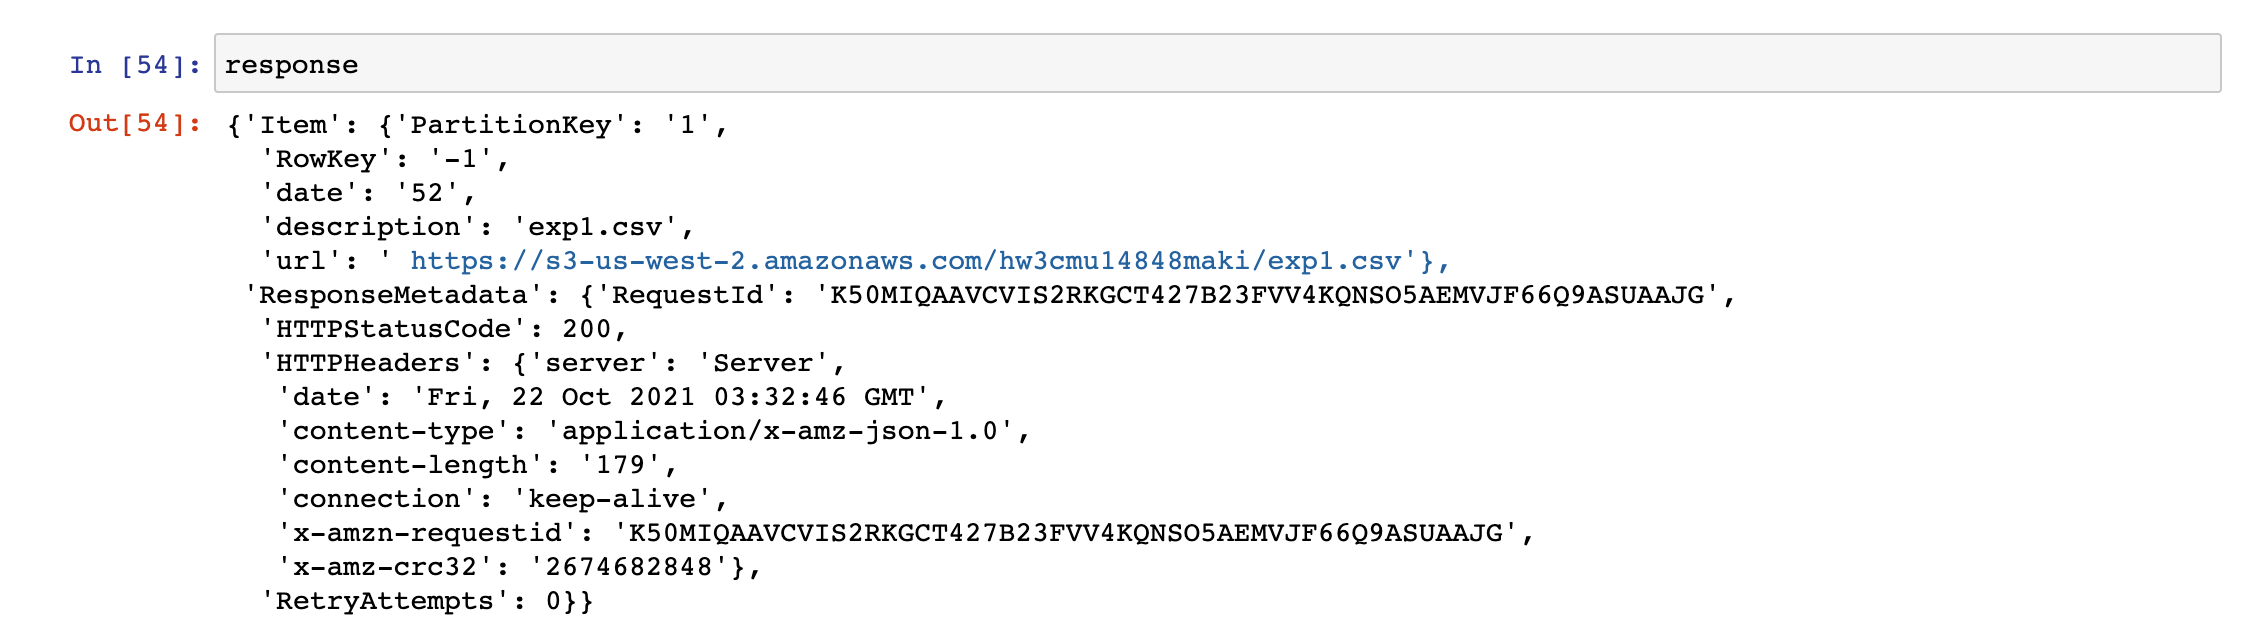 In [54]: response
Out[54]: {'Item': {'PartitionKey': '1',
'RowKey': '-1',
'date': '52',
'description': 'exp1.csv',
'url': ' https://s3-us-west-2.amazonaws.com/hw3cmu14848maki/exp1.csv'},
'ResponseMetadata': {'RequestId': 'K50MIQAAVCVIS2RKGCT427B23FVV4KQNSO5AEMVJF66Q9ASUAAJG',
'HTTPStatusCode': 200,
'HTTPHeaders': {'server': 'Server',
'date': 'Fri, 22 Oct 2021 03:32:46 GMT',
'content-type': 'application/x-amz-json-1.0',
'content-length': '179',
'connection': 'keep-alive',
'x-amzn-requestid': 'K50MIQAAVCVIS2RKGCT427B23FVV4KQNSO5AEMVJF66Q9ASUAAJG',
'x-amz-crc32': '2674682848'},
'RetryAttempts': 0}}